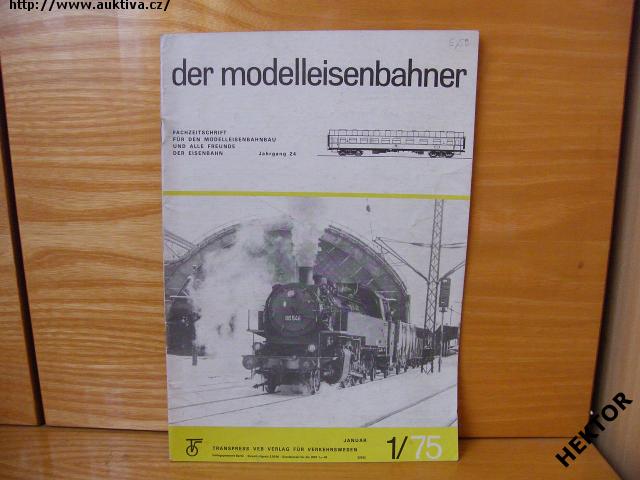 http://www.auktiva.cz/
der modelleisenbahner
FACHZEITSCHRIFT
FÜR DEN MODELLEISENBAHNBAU
UND ALLE FREUNDE
DER EISENBAHN Jahrgang 24
JANUAR
TRANSPRESS VEB VERLAG FÜR VERKEHRSWESEN
1/75
HEKTOR